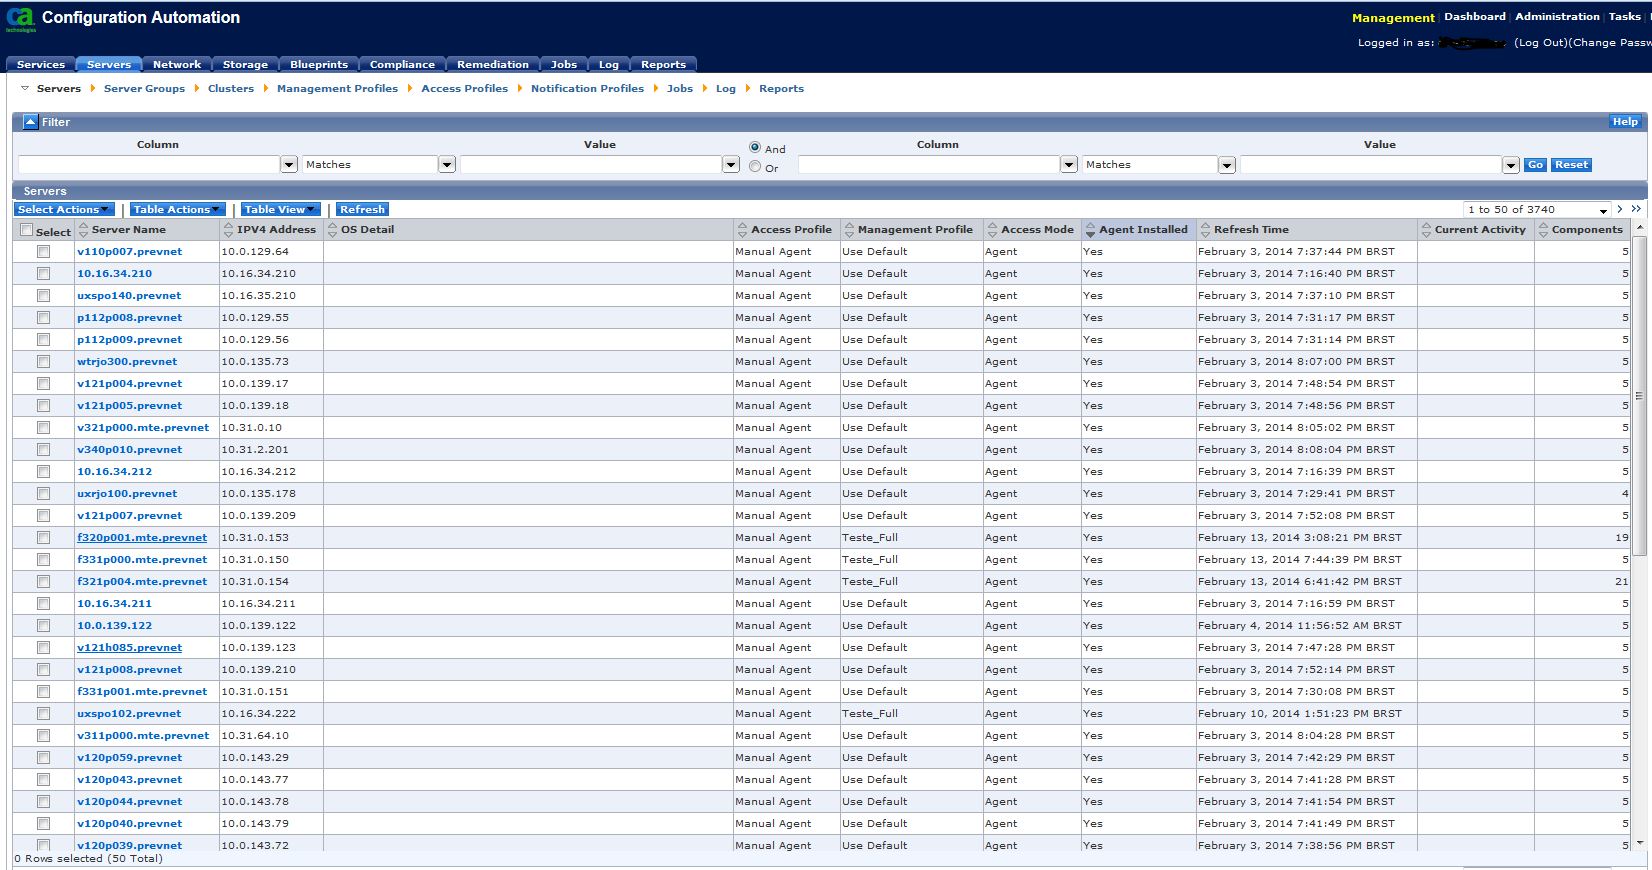 ca technologies Configuration Automation
Management | Dashboard | Administration | Tasks |
Logged in as: (Log Out)(Change Passw
Services Servers Network Storage Blueprints Compliance Remediation Jobs Log Reports
Servers Server Groups Clusters Management Profiles Access Profiles Notification Profiles Jobs Log Reports
Filter Help
Column Value And Column Value
Matches Or Matches Go Reset
Servers
Select Actions | Table Actions | Table View | Refresh 1 to 50 of 3740 > >>
Select Server Name IPV4 Address OS Detail Access Profile Management Profile Access Mode Agent Installed Refresh Time Current Activity Components
v110p007.prevnet 10.0.129.64 Manual Agent Use Default Agent Yes February 3, 2014 7:37:44 PM BRST 5
10.16.34.210 10.16.34.210 Manual Agent Use Default Agent Yes February 3, 2014 7:16:40 PM BRST 5
uxspo140.prevnet 10.16.35.210 Manual Agent Use Default Agent Yes February 3, 2014 7:37:10 PM BRST 5
p112p008.prevnet 10.0.129.55 Manual Agent Use Default Agent Yes February 3, 2014 7:31:17 PM BRST 5
p112p009.prevnet 10.0.129.56 Manual Agent Use Default Agent Yes February 3, 2014 7:31:14 PM BRST 5
wtrjo300.prevnet 10.0.135.73 Manual Agent Use Default Agent Yes February 3, 2014 8:07:00 PM BRST 5
v121p004.prevnet 10.0.139.17 Manual Agent Use Default Agent Yes February 3, 2014 7:48:54 PM BRST 5
v121p005.prevnet 10.0.139.18 Manual Agent Use Default Agent Yes February 3, 2014 7:48:56 PM BRST 5
v321p000.mte.prevnet 10.31.0.10 Manual Agent Use Default Agent Yes February 3, 2014 8:05:02 PM BRST 5
v340p010.prevnet 10.31.2.201 Manual Agent Use Default Agent Yes February 3, 2014 8:08:04 PM BRST 5
10.16.34.212 10.16.34.212 Manual Agent Use Default Agent Yes February 3, 2014 7:16:39 PM BRST 5
uxrjo100.prevnet 10.0.135.178 Manual Agent Use Default Agent Yes February 3, 2014 7:29:41 PM BRST 4
v121p007.prevnet 10.0.139.209 Manual Agent Use Default Agent Yes February 3, 2014 7:52:08 PM BRST 5
f320p001.mte.prevnet 10.31.0.153 Manual Agent Teste_Full Agent Yes February 13, 2014 3:08:21 PM BRST 19
f331p000.mte.prevnet 10.31.0.150 Manual Agent Teste_Full Agent Yes February 13, 2014 7:44:39 PM BRST 5
f321p004.mte.prevnet 10.31.0.154 Manual Agent Teste_Full Agent Yes February 13, 2014 6:41:42 PM BRST 21
10.16.34.211 10.16.34.211 Manual Agent Use Default Agent Yes February 3, 2014 7:16:59 PM BRST 5
10.0.139.122 10.0.139.122 Manual Agent Use Default Agent Yes February 4, 2014 11:56:52 AM BRST 5
v121h085.prevnet 10.0.139.123 Manual Agent Use Default Agent Yes February 3, 2014 7:47:28 PM BRST 5
v121p008.prevnet 10.0.139.210 Manual Agent Use Default Agent Yes February 3, 2014 7:52:14 PM BRST 5
f331p001.mte.prevnet 10.31.0.151 Manual Agent Use Default Agent Yes February 3, 2014 7:30:08 PM BRST 5
uxspo102.prevnet 10.16.34.222 Manual Agent Teste_Full Agent Yes February 10, 2014 1:51:23 PM BRST 5
v311p000.mte.prevnet 10.31.64.10 Manual Agent Use Default Agent Yes February 3, 2014 8:04:28 PM BRST 5
v120p059.prevnet 10.0.143.29 Manual Agent Use Default Agent Yes February 3, 2014 7:42:29 PM BRST 5
v120p043.prevnet 10.0.143.77 Manual Agent Use Default Agent Yes February 3, 2014 7:41:28 PM BRST 5
v120p044.prevnet 10.0.143.78 Manual Agent Use Default Agent Yes February 3, 2014 7:41:54 PM BRST 5
v120p040.prevnet 10.0.143.79 Manual Agent Use Default Agent Yes February 3, 2014 7:41:49 PM BRST 5
v120p039.prevnet 10.0.143.72 Manual Agent Use Default Agent Yes February 3, 2014 7:38:56 PM BRST 5
0 Rows selected (50 Total)